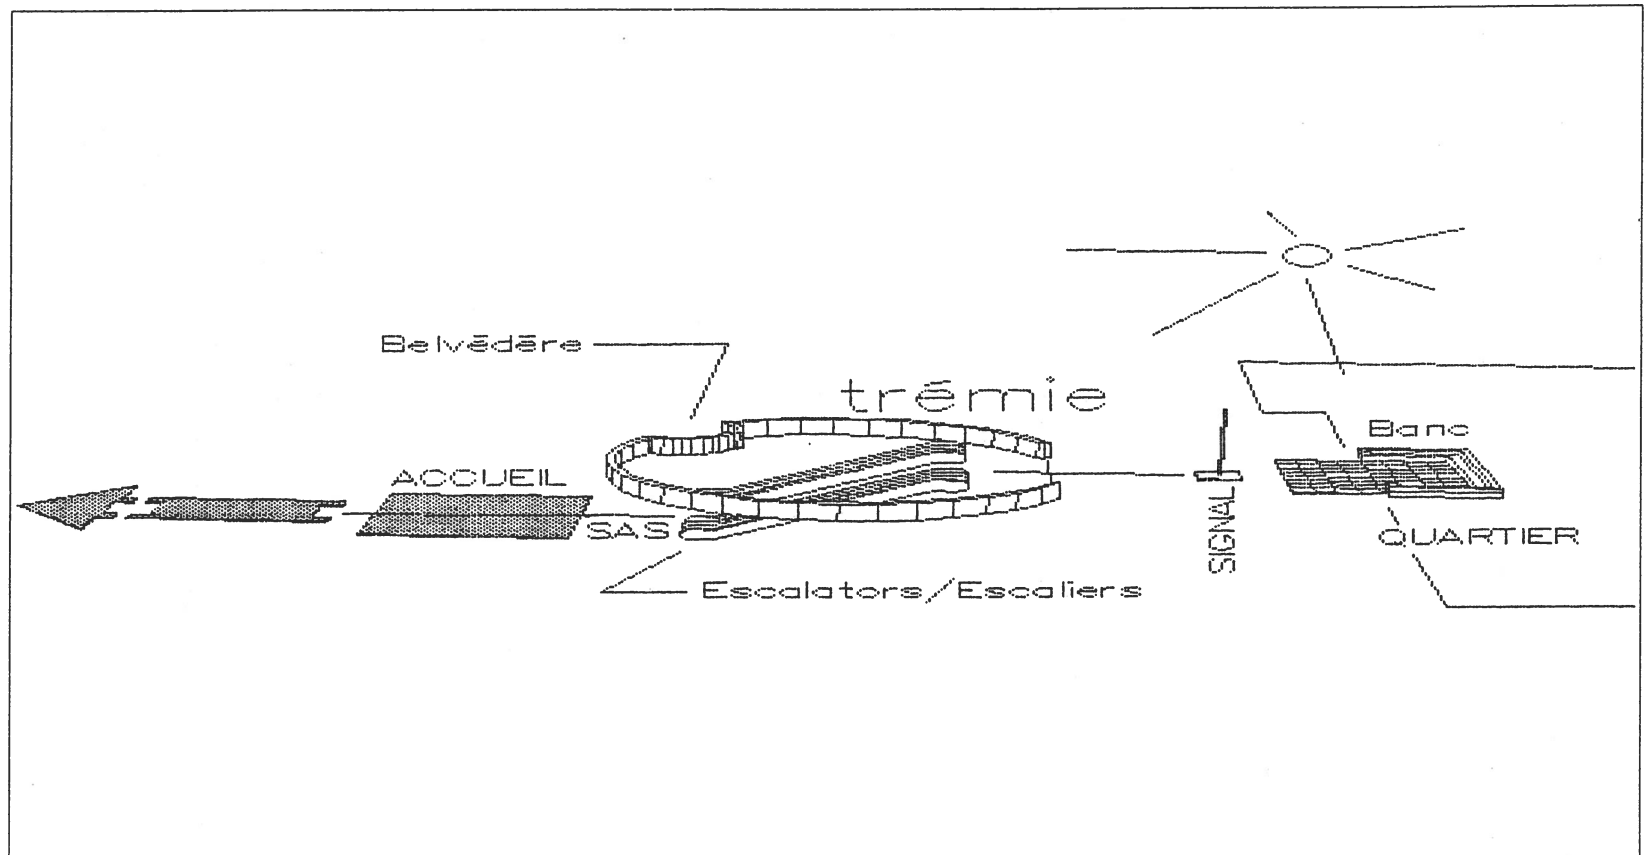 Belvédère
trémie
Banc
ACCUEIL
SAS
SIGNAL
QUARTIER
Escalators/Escaliers